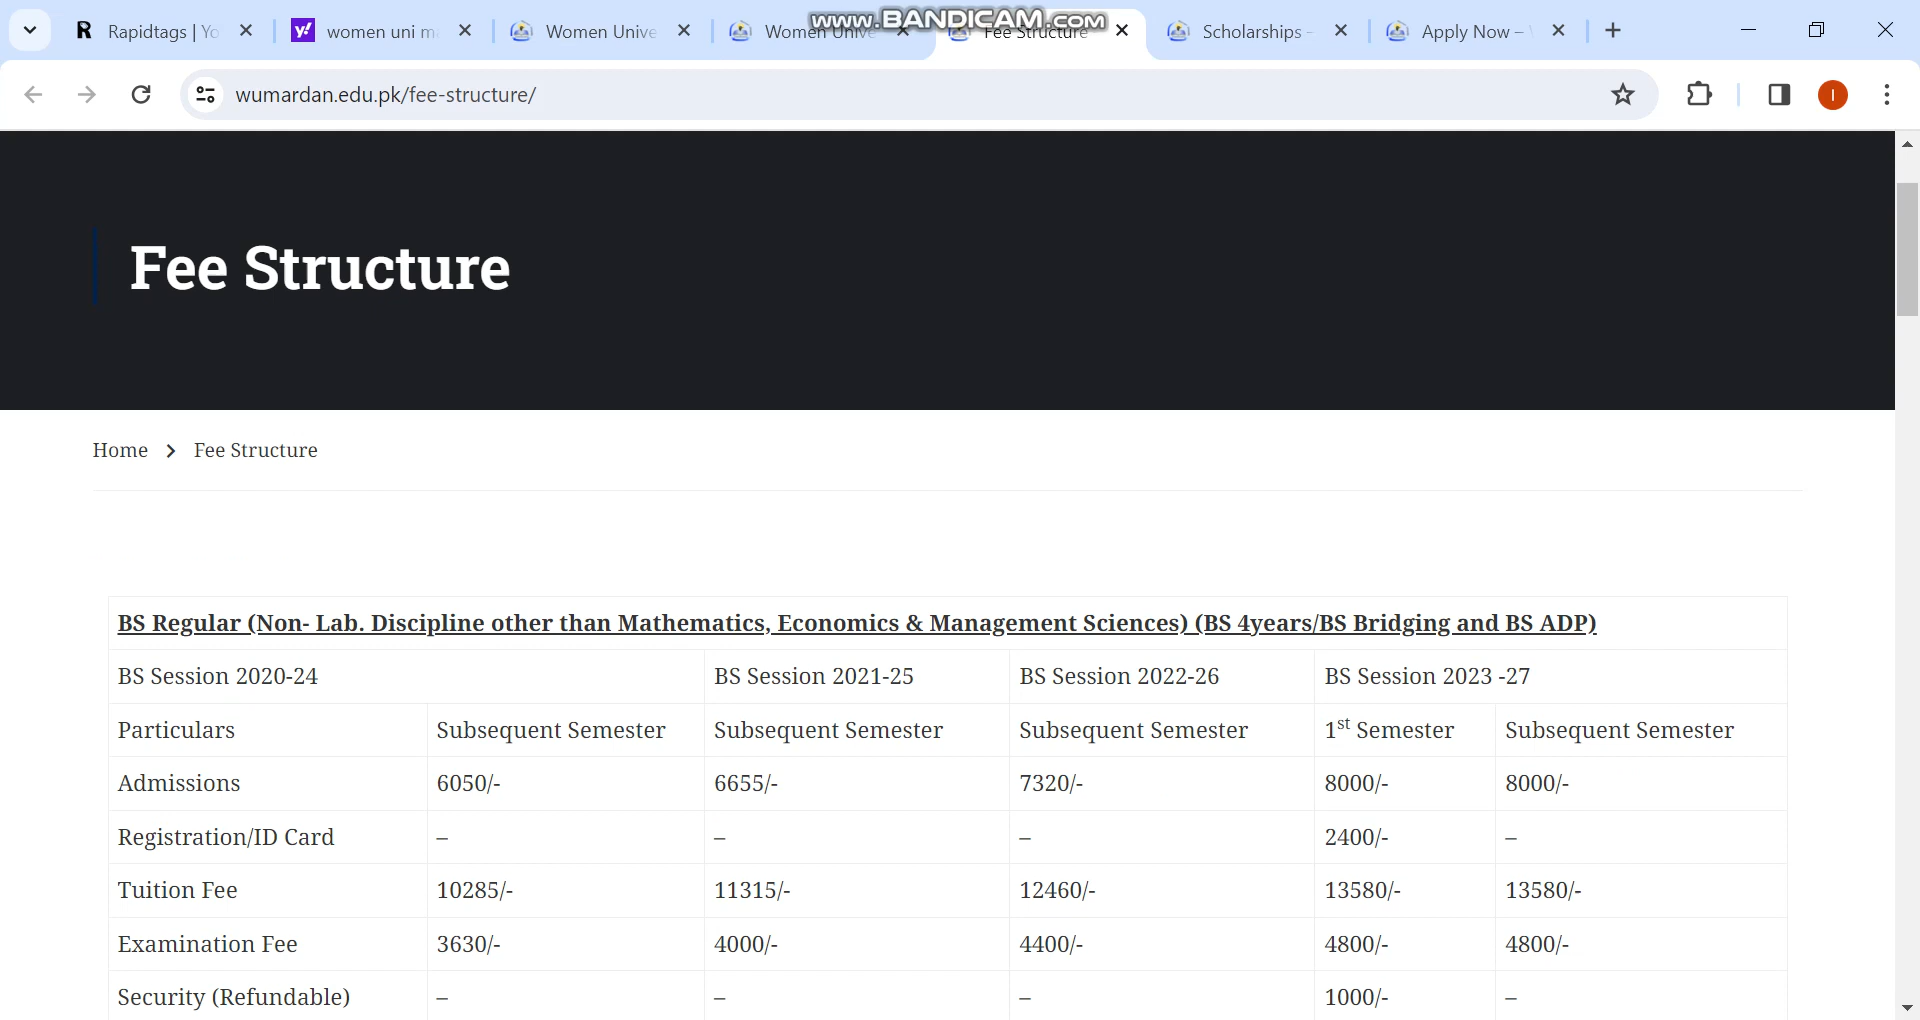 Rapidtags | Yo
women uni m
Women Unive
Women Unive
Fee Structure
Scholarships -
Apply Now –
www.BANDICAM.com
wumardan.edu.pk/fee-structure/
I
Fee Structure
Home > Fee Structure
BS Regular (Non- Lab. Discipline other than Mathematics, Economics & Management Sciences) (BS 4years/BS Bridging and BS ADP)
BS Session 2020-24 BS Session 2021-25 BS Session 2022-26 BS Session 2023 -27
Particulars Subsequent Semester Subsequent Semester Subsequent Semester 1st Semester Subsequent Semester
Admissions 6050/- 6655/- 7320/- 8000/- 8000/-
Registration/ID Card – – – 2400/- –
Tuition Fee 10285/- 11315/- 12460/- 13580/- 13580/-
Examination Fee 3630/- 4000/- 4400/- 4800/- 4800/-
Security (Refundable) – – – 1000/- –